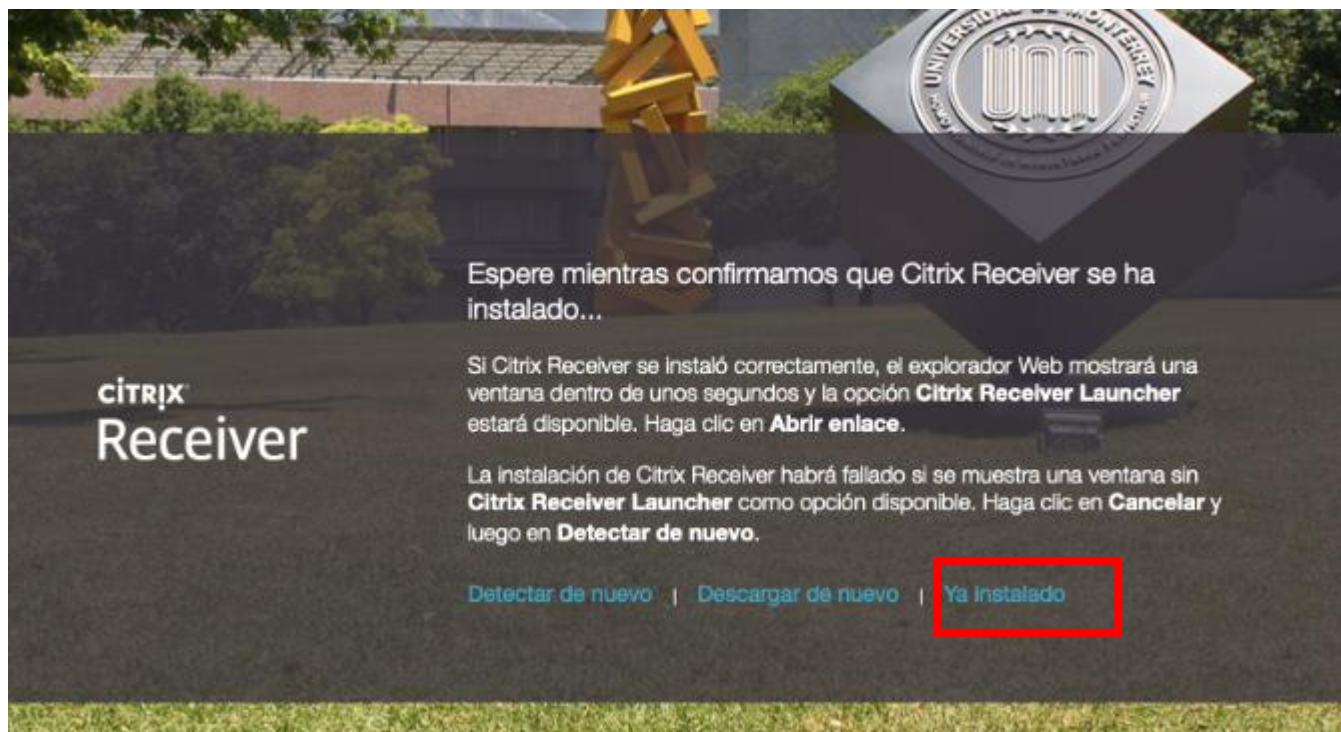 UNIVERSIDAD DE MONTERREY
Espere mientras confirmamos que Citrix Receiver se ha
instalado...
Si Citrix Receiver se instaló correctamente, el explorador Web mostrará una
ventana dentro de unos segundos y la opción Citrix Receiver Launcher
estará disponible. Haga clic en Abrir enlace.
CITRIX
Receiver
La instalación de Citrix Receiver habrá fallado si se muestra una ventana sin
Citrix Receiver Launcher como opción disponible. Haga clic en Cancelar y
luego en Detectar de nuevo.
Detectar de nuevo | Descargar de nuevo | Ya instalado